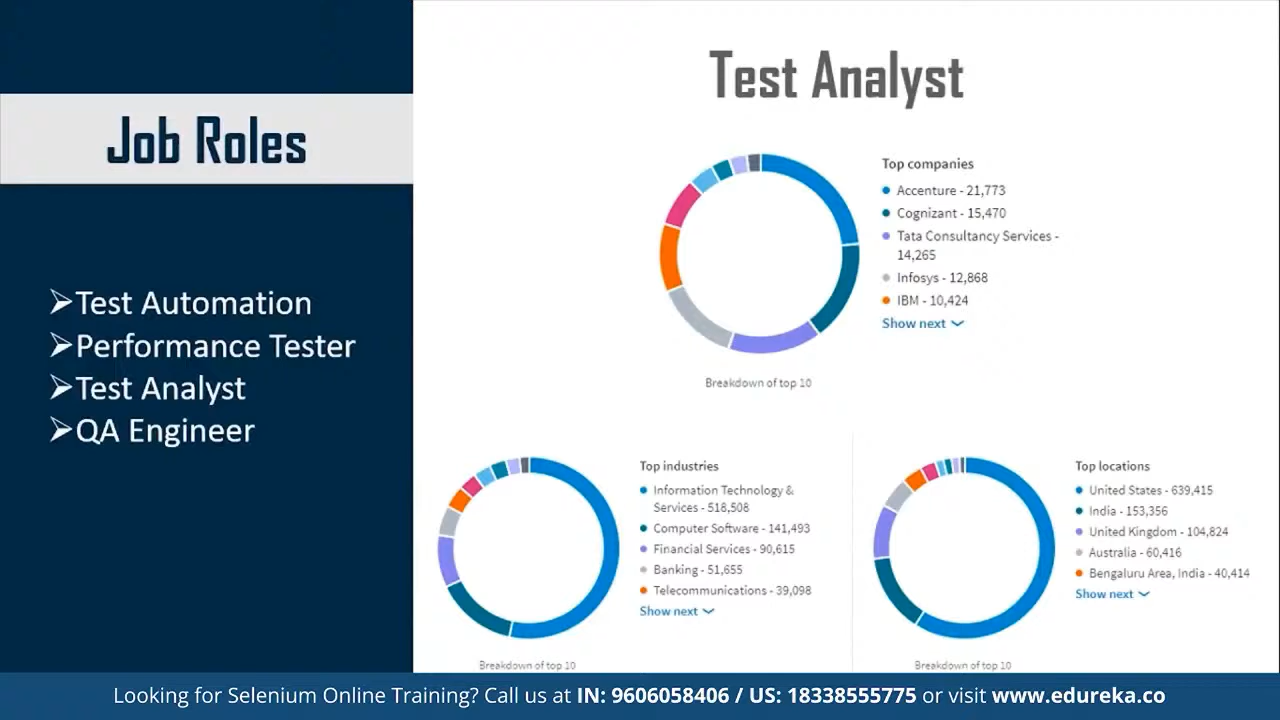 Job Roles
➢Test Automation
➢Performance Tester
➢Test Analyst
➢QA Engineer
Test Analyst
Top companies
Accenture - 21,773
Cognizant - 15,470
Tata Consultancy Services -
14,265
Infosys - 12,868
IBM - 10,424
Show next
Breakdown of top 10
Top industries
Information Technology &
Services - 518,508
Computer Software - 141,493
Financial Services - 90,615
Banking - 51,655
Telecommunications - 39,098
Show next
Breakdown of top 10
Top locations
United States - 639,415
India - 153,356
United Kingdom - 104,824
Australia - 60,416
Bengaluru Area, India - 40,414
Show next
Breakdown of top 10
Looking for Selenium Online Training? Call us at IN: 9606058406 / US: 18338555775 or visit www.edureka.co